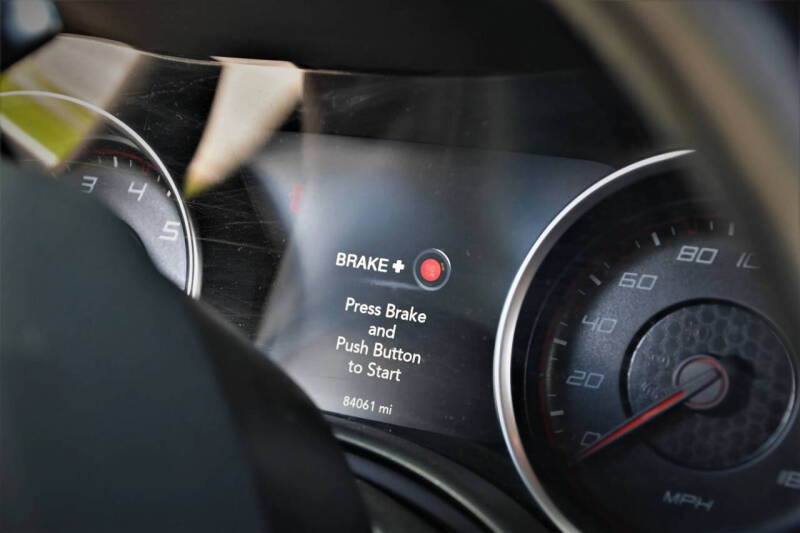 3 4 5
BRAKE +
Press Brake
and
Push Button
to Start
84061 mi
0 20 40 60 80
MPH